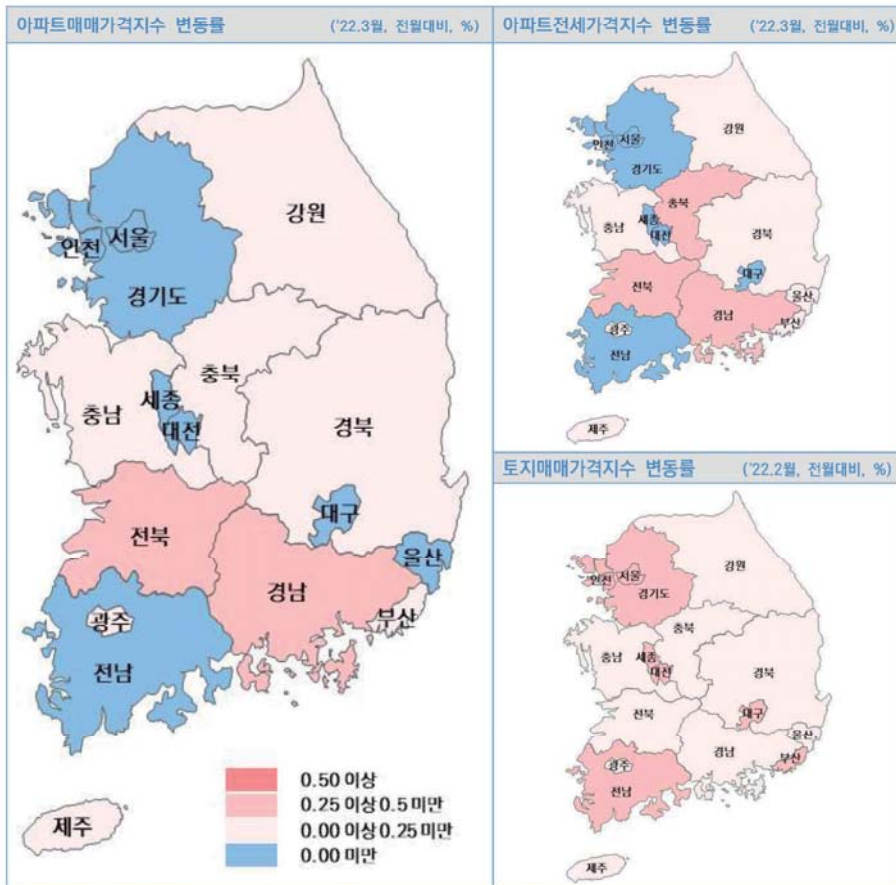 아파트매매가격지수 변동률 ('22.3월, 전월대비, %)
강원
서울
인천
경기도
충북
세종
충남
대전
경북
대구
전북
울산
경남
부산
광주
전남
제주
0.50 이상
0.25 이상 0.5 미만
0.00 이상 0.25 미만
0.00 미만
아파트전세가격지수 변동률 ('22.3월, 전월대비, %)
강원
서울
인천
경기도
충북
세종
충남
대전
경북
대구
전북
울산
경남
부산
광주
전남
제주
토지매매가격지수 변동률 ('22.2월, 전월대비, %)
강원
서울
인천
경기도
충북
세종
충남
대전
경북
대구
전북
울산
경남
부산
광주
전남
제주